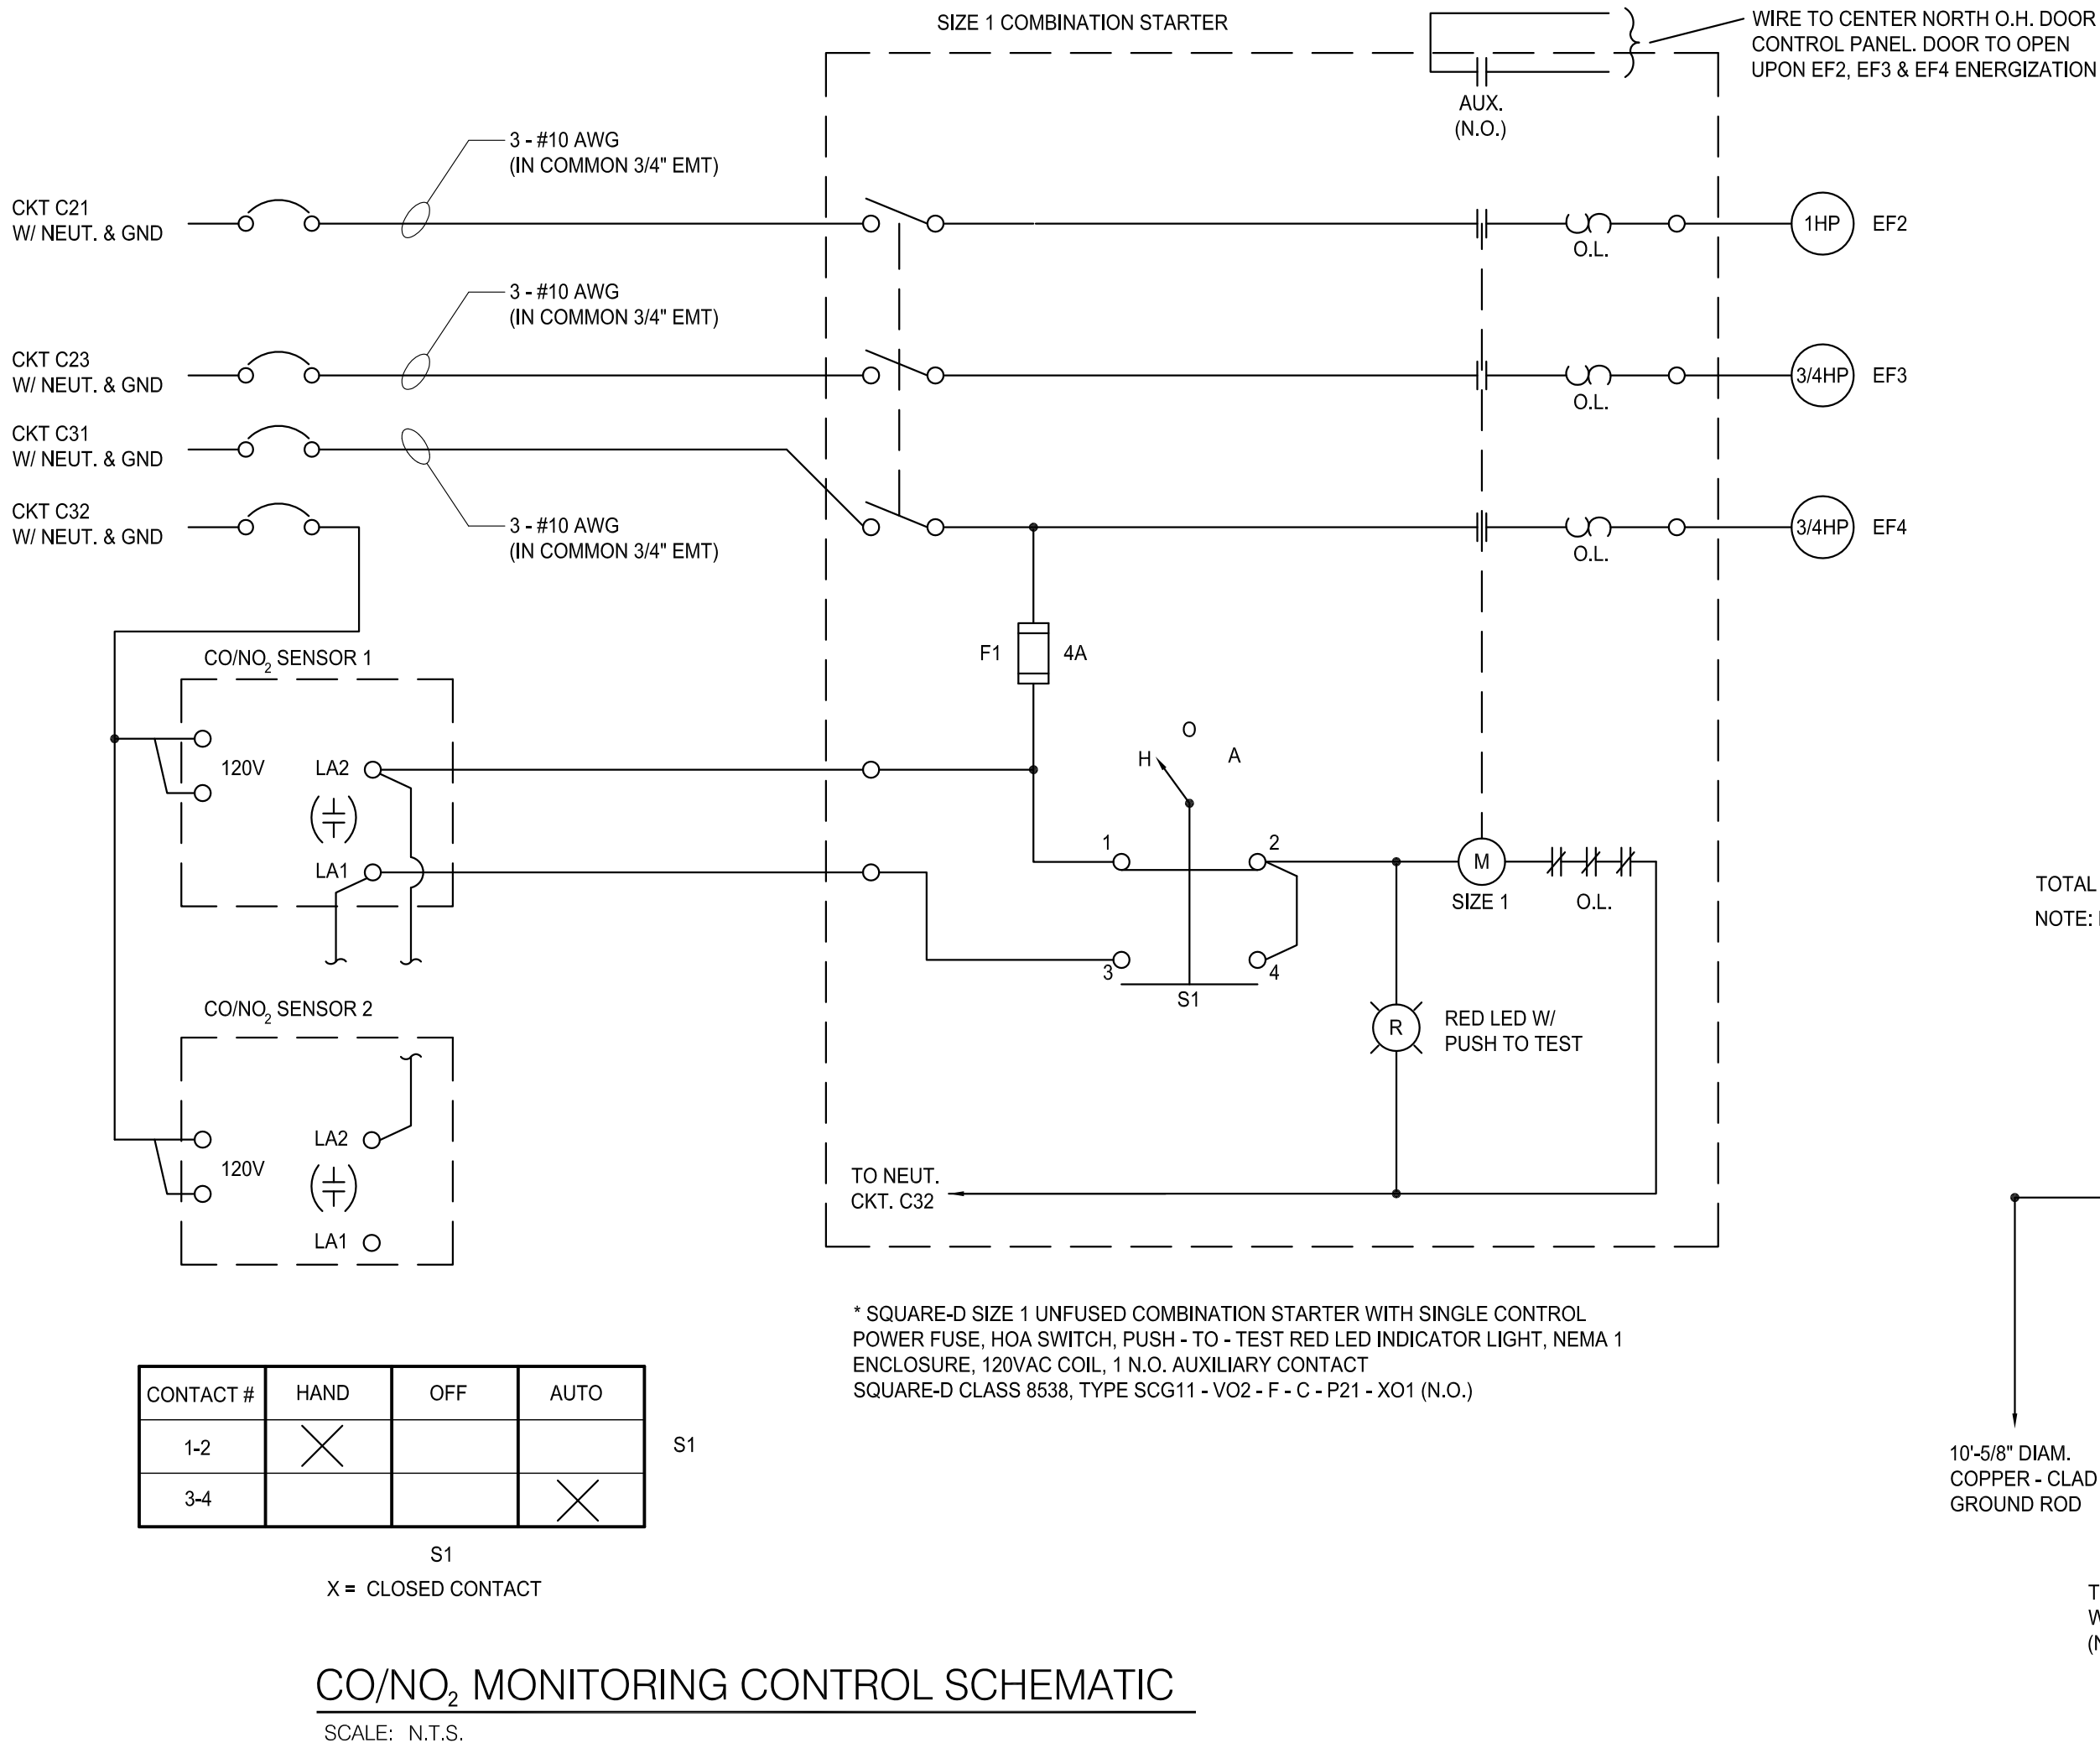 SIZE 1 COMBINATION STARTER
WIRE TO CENTER NORTH O.H. DOOR
CONTROL PANEL. DOOR TO OPEN
UPON EF2, EF3 & EF4 ENERGIZATION
AUX.
(N.O.)
3 - #10 AWG
(IN COMMON 3/4" EMT)
CKT C21
W/ NEUT. & GND
O.L.
1HP
EF2
3 - #10 AWG
(IN COMMON 3/4" EMT)
CKT C23
W/ NEUT. & GND
O.L.
3/4HP
EF3
CKT C31
W/ NEUT. & GND
CKT C32
W/ NEUT. & GND
3 - #10 AWG
(IN COMMON 3/4" EMT)
O.L.
3/4HP
EF4
F1
4A
CO/NO2 SENSOR 1
120V
LA2
LA1
H
O
A
1
2
3
4
S1
M
SIZE 1
O.L.
TOTAL
NOTE:
R
RED LED W/
PUSH TO TEST
CO/NO2 SENSOR 2
120V
LA2
LA1
TO NEUT.
CKT. C32
* SQUARE-D SIZE 1 UNFUSED COMBINATION STARTER WITH SINGLE CONTROL
POWER FUSE, HOA SWITCH, PUSH - TO - TEST RED LED INDICATOR LIGHT, NEMA 1
ENCLOSURE, 120VAC COIL, 1 N.O. AUXILIARY CONTACT
SQUARE-D CLASS 8538, TYPE SCG11 - VO2 - F - C - P21 - XO1 (N.O.)
CONTACT # HAND OFF AUTO
1-2 X
3-4 X
S1
S1
X = CLOSED CONTACT
10'-5/8" DIAM.
COPPER - CLAD
GROUND ROD
CO/NO2 MONITORING CONTROL SCHEMATIC
SCALE: N.T.S.